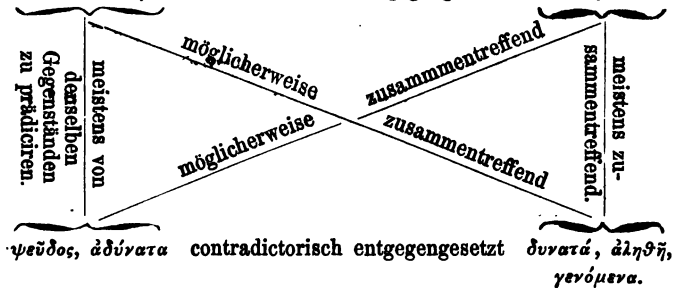 möglicherweise zusammmentreffend
meistens von
denselben
Gegenständen
zu prädiciren.
meistens zu-
sammentreffend.
möglicherweise zusammentreffend
ψεῦδος, ἀδύνατα contradictorisch entgegengesetzt δυνατά, ἀληθῆ,
γενόμενα.